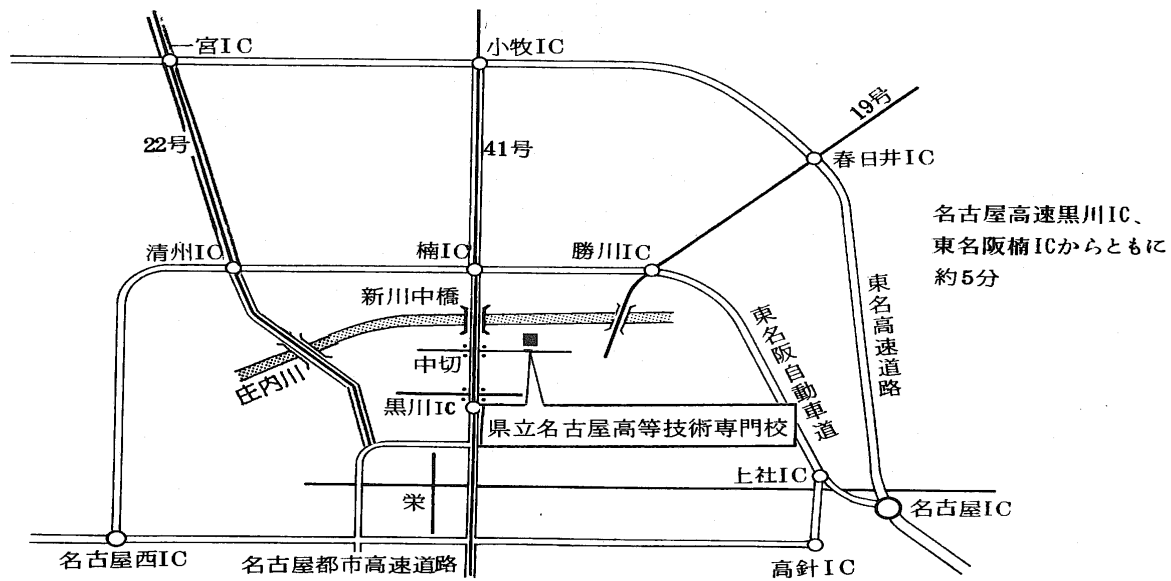 一宮IC
小牧IC
19号
22号
41号
春日井IC
名古屋高速黒川IC、
東名阪楠ICからともに
約5分
清州IC
楠IC
勝川IC
新川中橋
東名高速道路
東名阪自動車道
中切
庄内川
黒川IC
県立名古屋高等技術専門校
上社IC
栄
名古屋IC
名古屋西IC
名古屋都市高速道路
高針IC